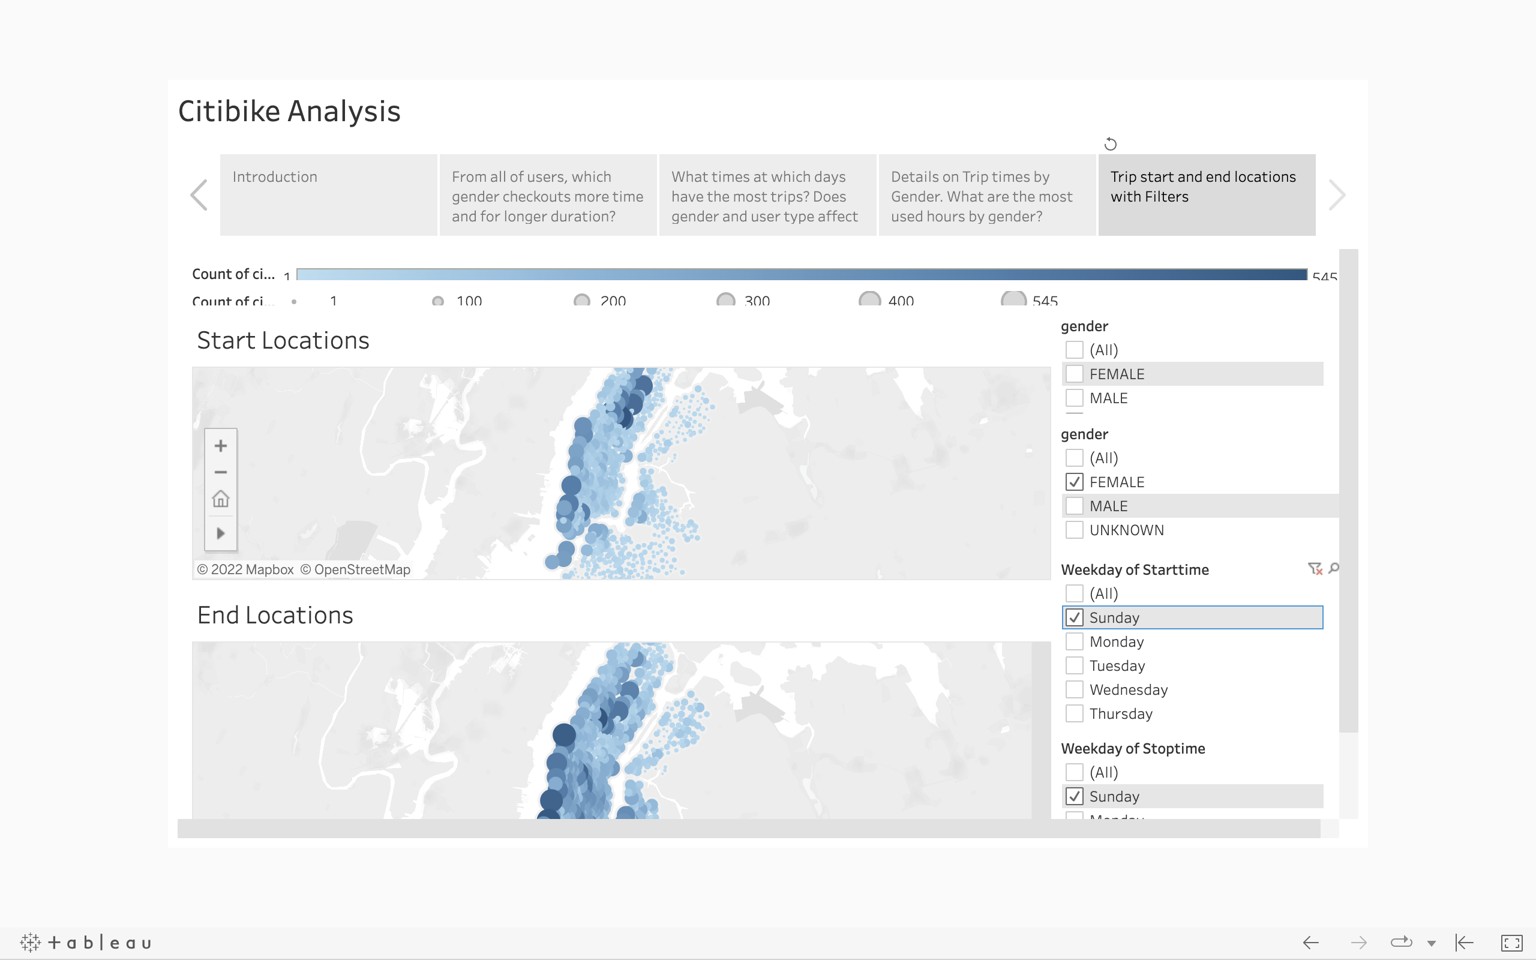 Citibike Analysis
Introduction
From all of users, which
gender checkouts more time
and for longer duration?
What times at which days
have the most trips? Does
gender and user type affect
Details on Trip times by
Gender. What are the most
used hours by gender?
Trip start and end locations
with Filters
Count of ci... 1 545
Count of ci... 1 100 200 300 400 545
Start Locations
© 2022 Mapbox © OpenStreetMap
End Locations
gender
(All)
FEMALE
MALE
gender
(All)
FEMALE
MALE
UNKNOWN
Weekday of Starttime
(All)
Sunday
Monday
Tuesday
Wednesday
Thursday
Weekday of Stoptime
(All)
Sunday
Monday
+ a b | e a u